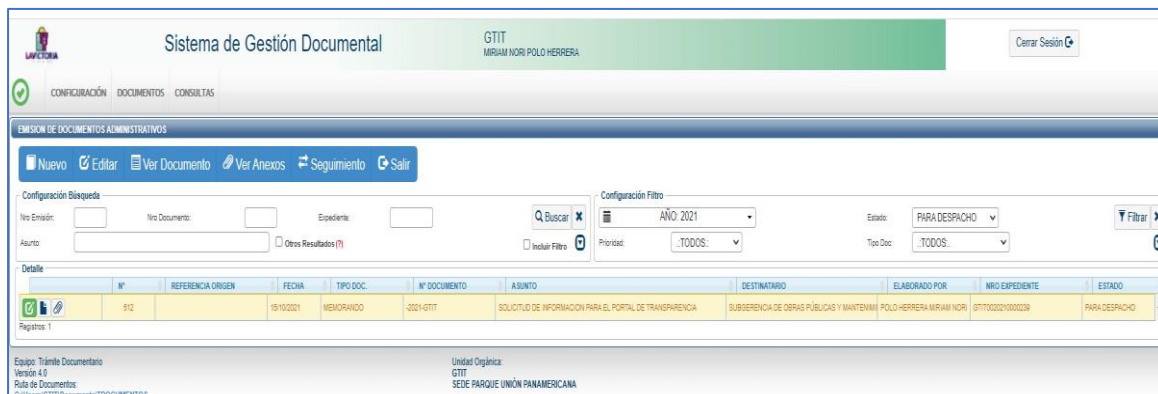 LAVICTORIA
Sistema de Gestión Documental
GTIT
MIRIAM NORI POLO HERRERA
Cerrar Sesión
CONFIGURACIÓN DOCUMENTOS CONSULTAS
EMISION DE DOCUMENTOS ADMINISTRATIVOS
Nuevo Editar Ver Documento Ver Anexos Seguimiento Salir
Configuración Búsqueda
Configuración Filtro
Nro Emisión: Nro Documento: Expediente: Buscar AÑO: 2021 Estado: PARA DESPACHO Filtrar
Asunto: Otros Resultados (?) Incluir Filtro Prioridad: .:TODOS:. Tipo Doc: .:TODOS:.
Detalle
N° REFERENCIA ORIGEN FECHA TIPO DOC. N° DOCUMENTO ASUNTO DESTINATARIO ELABORADO POR NRO EXPEDIENTE ESTADO
612 15/10/2021 MEMORANDO -2021-GTIT SOLICITUD DE INFORMACION PARA EL PORTAL DE TRANSPARENCIA SUBGERENCIA DE OBRAS PÚBLICAS Y MANTENIMI POLO HERRERA MIRIAM NORI GTIT0020210000239 PARA DESPACHO
Registros: 1
Equipo: Trámite Documentario
Versión 4.0
Ruta de Documentos:
Unidad Orgánica:
GTIT
SEDE PARQUE UNIÓN PANAMERICANA